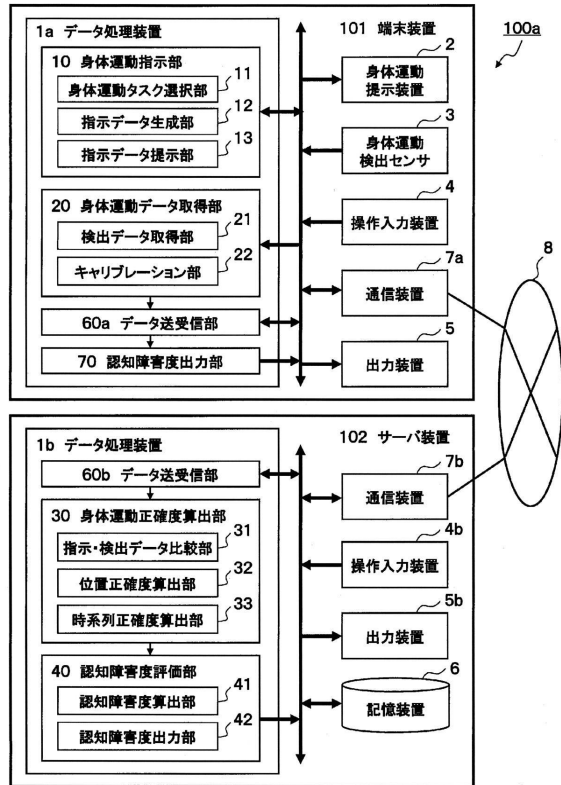 100a
1a データ処理装置
101 端末装置
10 身体運動指示部
11
身体運動タスク選択部
12
指示データ生成部
13
指示データ提示部
2
身体運動
提示装置
3
身体運動
検出センサ
20 身体運動データ取得部
21
検出データ取得部
22
キャリブレーション部
4
操作入力装置
7a
通信装置
8
60a データ送受信部
70 認知障害度出力部
5
出力装置
1b データ処理装置
102 サーバ装置
60b データ送受信部
7b
通信装置
30 身体運動正確度算出部
31
指示・検出データ比較部
32
位置正確度算出部
33
時系列正確度算出部
4b
操作入力装置
5b
出力装置
40 認知障害度評価部
41
認知障害度算出部
42
認知障害度出力部
6
記憶装置